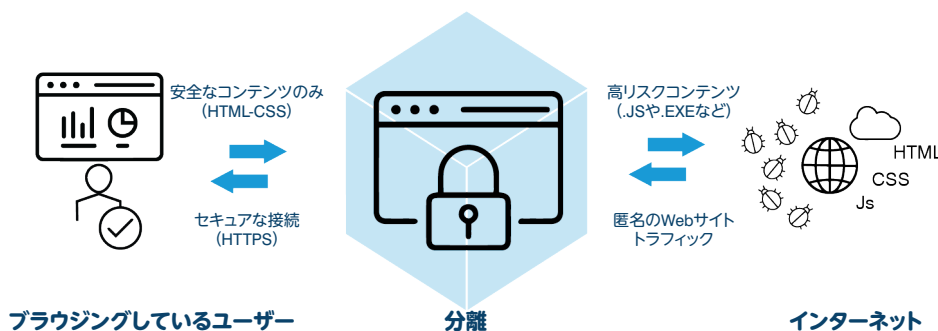 安全なコンテンツのみ
（HTML-CSS）
セキュアな接続
（HTTPS）
ブラウジングしているユーザー
分離
高リスクコンテンツ
（.JSや.EXEなど）
匿名のWebサイト
トラフィック
HTML
CSS
Js
インターネット